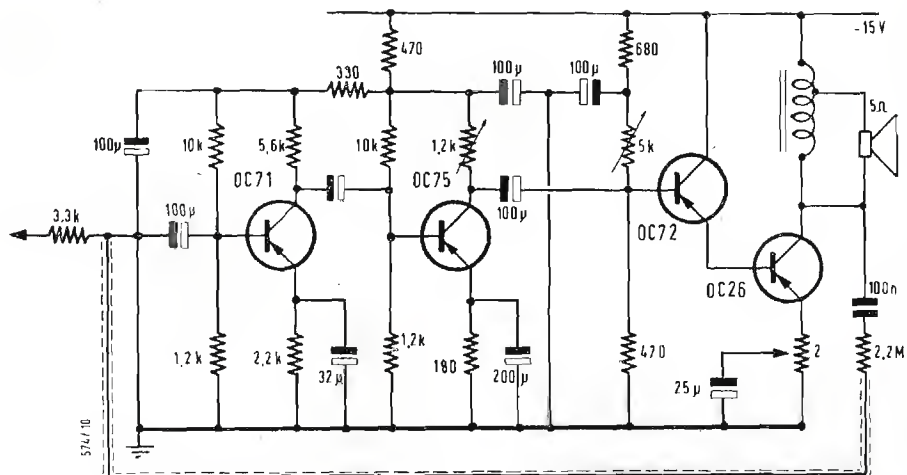 -15V
470
680
330
100µ
100µ
5Ω
100µ
10k
5,6k
10k
1,2k
5k
OC71
OC75
100µ
OC72
3,3k
100µ
OC26
100n
1,2k
2,2k
32µ
1,2k
180
200µ
470
25µ
2
2,2M
574/10